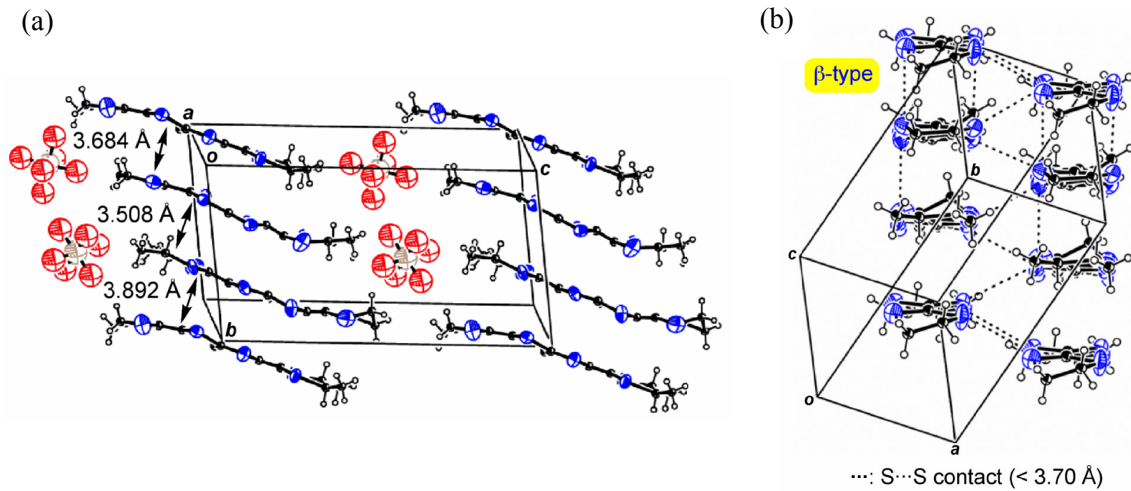 (a)
a
3.684 Å
o
c
3.508 Å
3.892 Å
b
(b)
β-type
b
c
o
a
┅: S⋯S contact (< 3.70 Å)